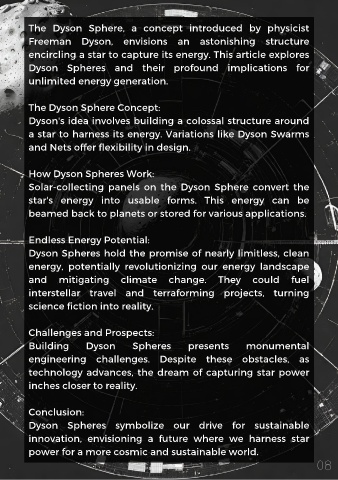 The Dyson Sphere, a concept introduced by physicist
Freeman Dyson, envisions an astonishing structure
encircling a star to capture its energy. This article explores
Dyson Spheres and their profound implications for
unlimited energy generation.
The Dyson Sphere Concept:
Dyson's idea involves building a colossal structure around
a star to harness its energy. Variations like Dyson Swarms
and Nets offer flexibility in design.
How Dyson Spheres Work:
Solar-collecting panels on the Dyson Sphere convert the
star's energy into usable forms. This energy can be
beamed back to planets or stored for various applications.
Endless Energy Potential:
Dyson Spheres hold the promise of nearly limitless, clean
energy, potentially revolutionizing our energy landscape
and mitigating climate change. They could fuel
interstellar travel and terraforming projects, turning
science fiction into reality.
Challenges and Prospects:
Building Dyson Spheres presents monumental
engineering challenges. Despite these obstacles, as
technology advances, the dream of capturing star power
inches closer to reality.
Conclusion:
Dyson Spheres symbolize our drive for sustainable
innovation, envisioning a future where we harness star
power for a more cosmic and sustainable world.
08